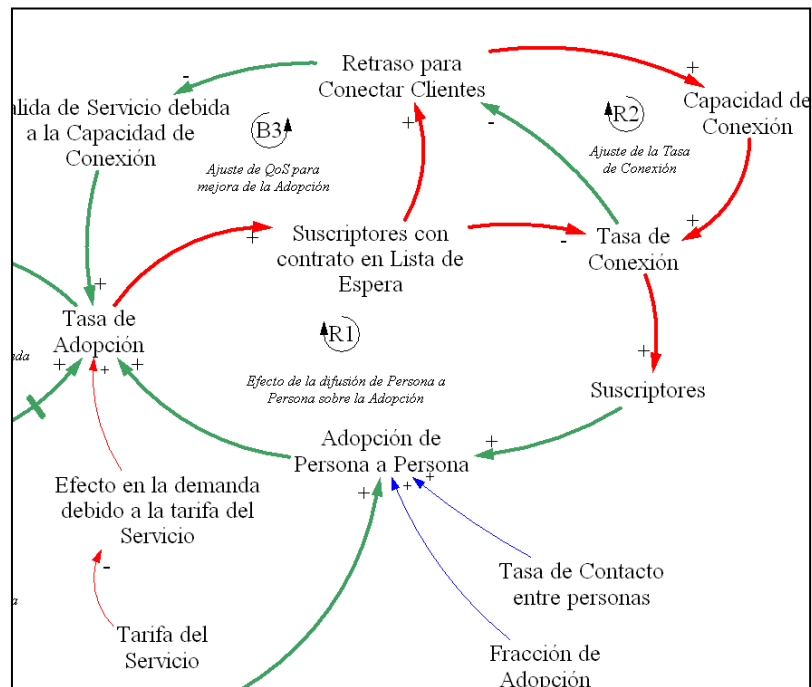 Retraso para
Conectar Clientes
Capacidad de
Conexión
alida de Servicio debida
a la Capacidad de
Conexión
B3
R2
Ajuste de QoS para
mejora de la Adopción
Ajuste de la Tasa
de Conexión
Suscriptores con
contrato en Lista de
Espera
Tasa de
Conexión
Tasa de
Adopción
R1
Efecto de la difusión de Persona a
Persona sobre la Adopción
Suscriptores
Adopción de
Persona a Persona
Efecto en la demanda
debido a la tarifa del
Servicio
Tasa de Contacto
entre personas
Tarifa del
Servicio
Fracción de
Adopción